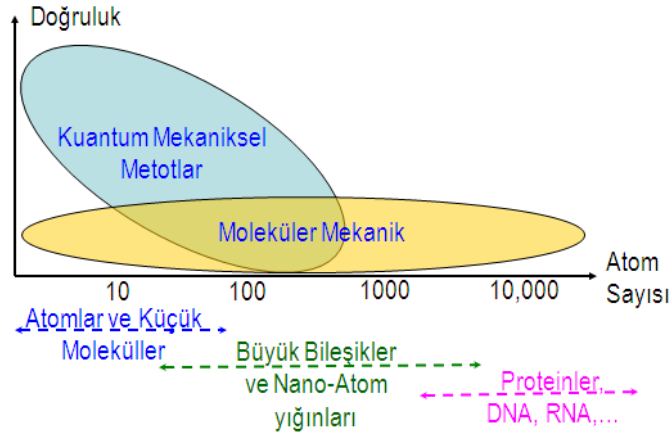 Doğruluk
Kuantum Mekaniksel
Metotlar
Moleküler Mekanik
10
100
1000
10,000
Atom
Sayısı
Atomlar ve Küçük
Moleküller
Büyük Bileşikler
ve Nano-Atom
yığınları
Proteinler,
DNA, RNA,...